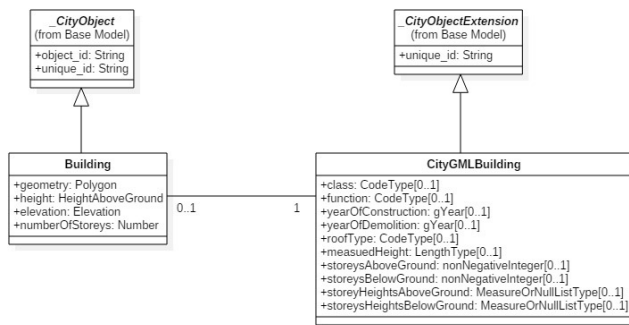 _CityObject
(from Base Model)
+object_id: String
+unique_id: String
_CityObjectExtension
(from Base Model)
+unique_id: String
Building
+geometry: Polygon
+height: HeightAboveGround
+elevation: Elevation
+numberOfStoreys: Number
0..1
1
CityGMLBuilding
+class: CodeType[0..1]
+function: CodeType[0..1]
+yearOfConstruction: gYear[0..1]
+yearOfDemolition: gYear[0..1]
+roofType: CodeType[0..1]
+measuedHeight: LengthType[0..1]
+storeysAboveGround: nonNegativeInteger[0..1]
+storeysBelowGround: nonNegativeInteger[0..1]
+storeyHeightsAboveGround: MeasureOrNullListType[0..1]
+storeysHeightsBelowGround: MeasureOrNullListType[0..1]